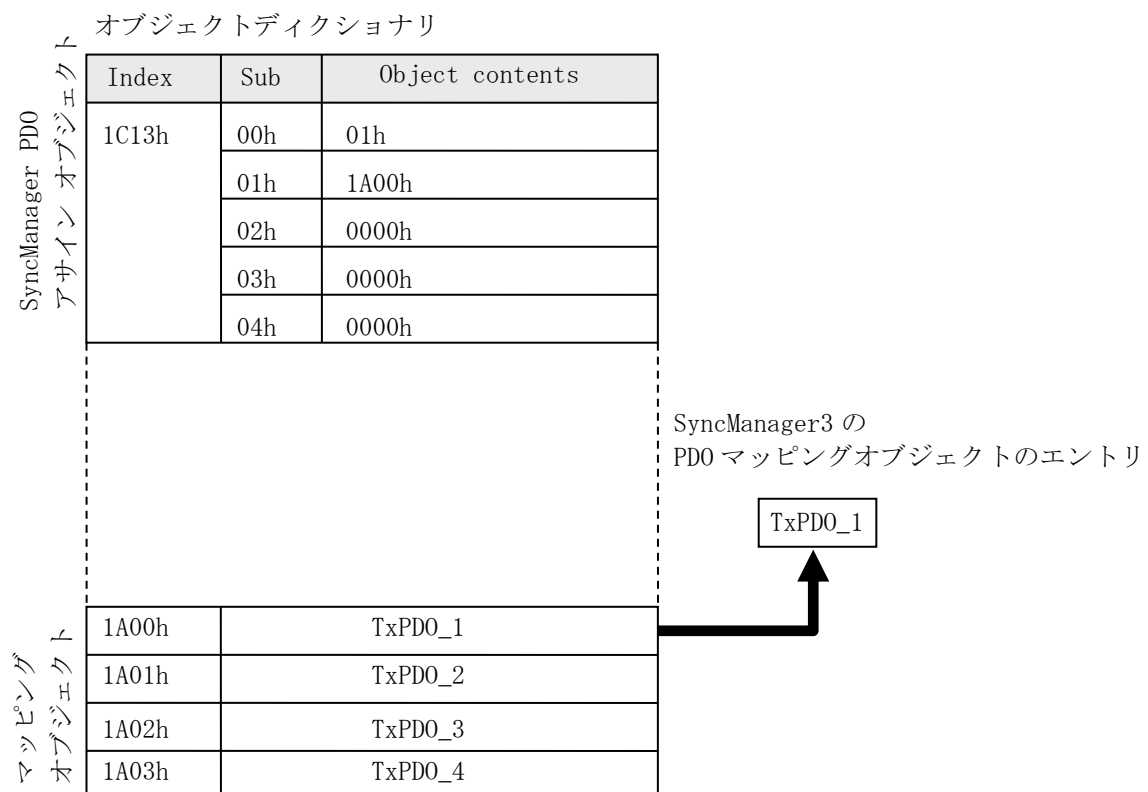 オブジェクトディクショナリ
SyncManager PDO
アサイン オブジェクト
Index Sub Object contents
1C13h 00h 01h
01h 1A00h
02h 0000h
03h 0000h
04h 0000h
SyncManager3 の
PDO マッピングオブジェクトのエントリ
TxPDO_1
マッピング
オブジェクト
1A00h TxPDO_1
1A01h TxPDO_2
1A02h TxPDO_3
1A03h TxPDO_4